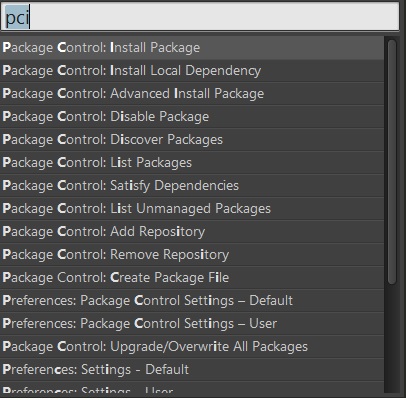 pci
Package Control: Install Package
Package Control: Install Local Dependency
Package Control: Advanced Install Package
Package Control: Disable Package
Package Control: Discover Packages
Package Control: List Packages
Package Control: Satisfy Dependencies
Package Control: List Unmanaged Packages
Package Control: Add Repository
Package Control: Remove Repository
Package Control: Create Package File
Preferences: Package Control Settings – Default
Preferences: Package Control Settings – User
Package Control: Upgrade/Overwrite All Packages
Preferences: Settings - Default
Preferences: Settings - User